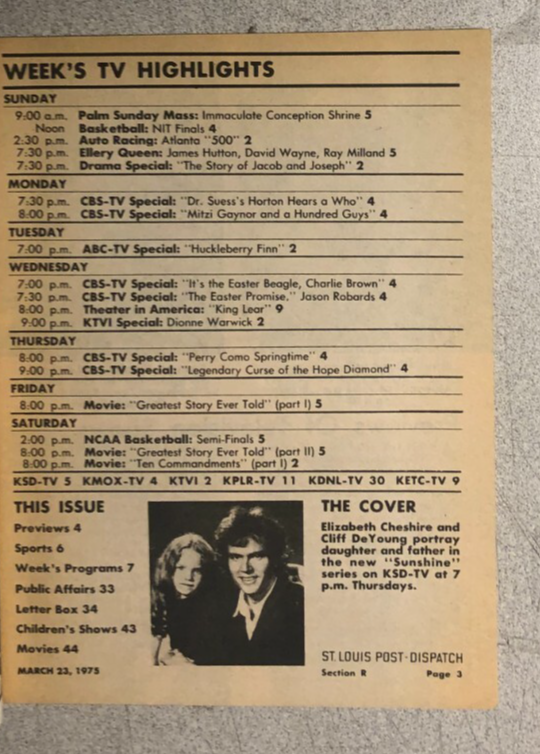 WEEK'S TV HIGHLIGHTS
SUNDAY
9:00 a.m. Palm Sunday Mass: Immaculate Conception Shrine 5
Noon Basketball: NIT Finals 4
2:30 p.m. Auto Racing: Atlanta "500" 2
7:30 p.m. Ellery Queen: James Hutton, David Wayne, Ray Milland 5
7:30 p.m. Drama Special: "The Story of Jacob and Joseph" 2
MONDAY
7:30 p.m. CBS-TV Special: "Dr. Suess's Horton Hears a Who" 4
8:00 p.m. CBS-TV Special: "Mitzi Gaynor and a Hundred Guys" 4
TUESDAY
7:00 p.m. ABC-TV Special: "Huckleberry Finn" 2
WEDNESDAY
7:00 p.m. CBS-TV Special: "It's the Easter Beagle, Charlie Brown" 4
7:30 p.m. CBS-TV Special: "The Easter Promise," Jason Robards 4
8:00 p.m. Theater in America: "King Lear" 9
9:00 p.m. KTVI Special: Dionne Warwick 2
THURSDAY
8:00 p.m. CBS-TV Special: "Perry Como Springtime" 4
9:00 p.m. CBS-TV Special: "Legendary Curse of the Hope Diamond" 4
FRIDAY
8:00 p.m. Movie: "Greatest Story Ever Told" (part I) 5
SATURDAY
2:00 p.m. NCAA Basketball: Semi-Finals 5
8:00 p.m. Movie: "Greatest Story Ever Told" (part II) 5
8:00 p.m. Movie: "Ten Commandments" (part I) 2
KSD-TV 5 KMOX-TV 4 KTVI 2 KPLR-TV 11 KDNL-TV 30 KETC-TV 9
THIS ISSUE
Previews 4
Sports 6
Week's Programs 7
Public Affairs 33
Letter Box 34
Children's Shows 43
Movies 44
MARCH 23, 1975
THE COVER
Elizabeth Cheshire and
Cliff DeYoung portray
daughter and father in
the new "Sunshine"
series on KSD-TV at 7
p.m. Thursdays.
ST. LOUIS POST-DISPATCH
Section R Page 3